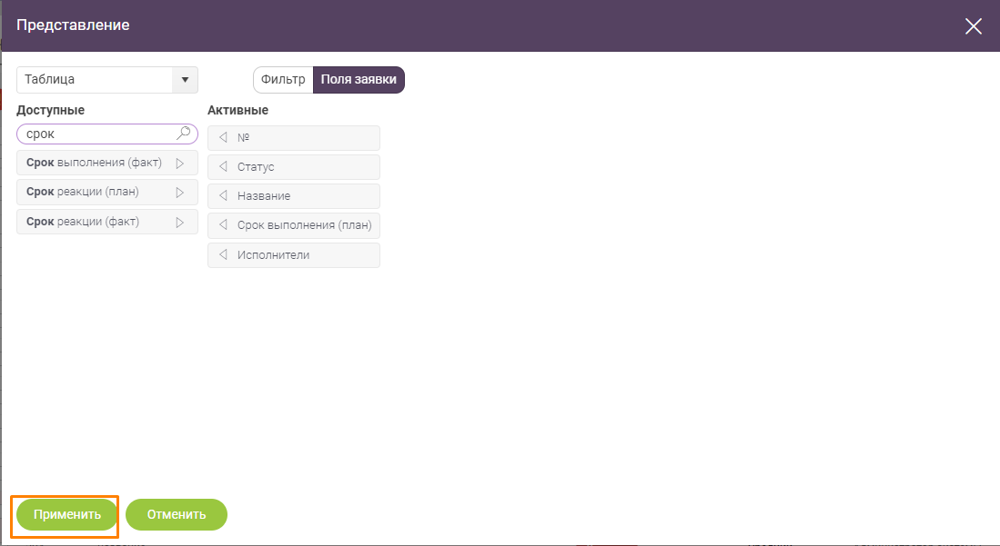 Представление
Таблица
Фильтр
Поля заявки
Доступные
Активные
срок
Срок выполнения (факт)
Срок реакции (план)
Срок реакции (факт)
№
Статус
Название
Срок выполнения (план)
Исполнители
Применить
Отменить